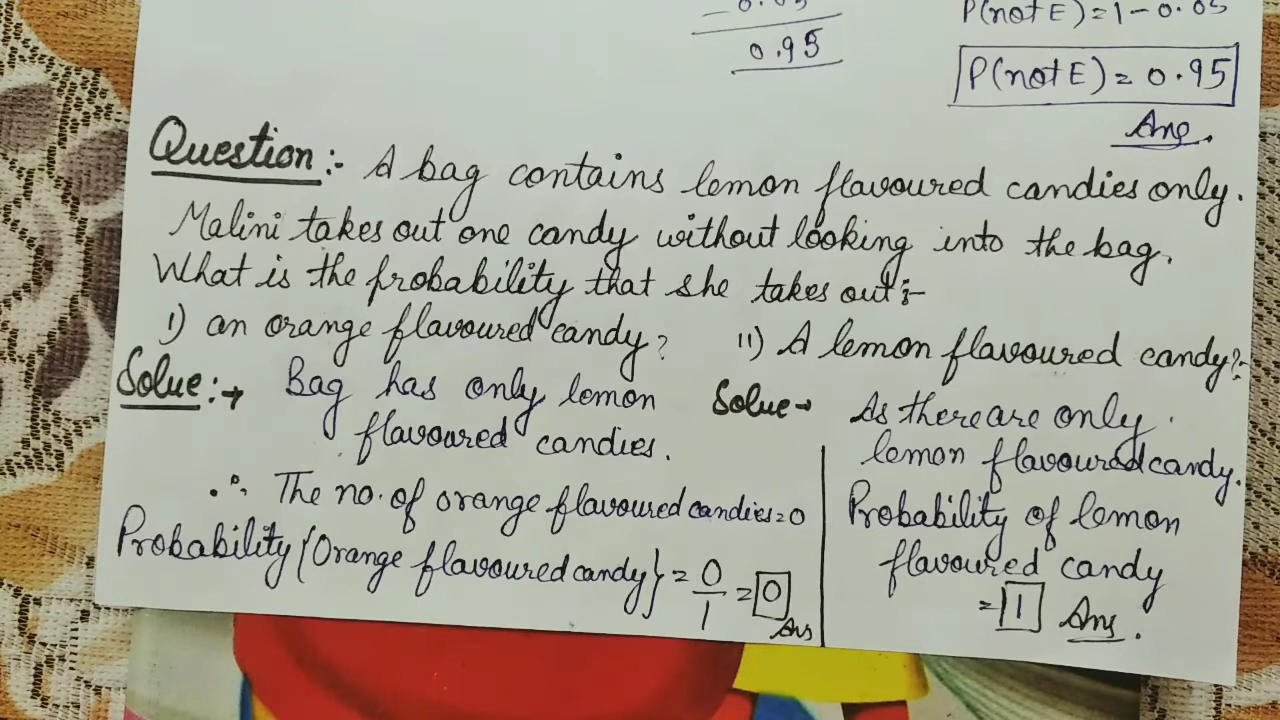 0.95
P(not E) = 1 - 0.05
P(not E) = 0.95
Ans.
Question:- A bag contains lemon flavoured candies only.
Malini takes out one candy without looking into the bag.
What is the probability that she takes out:-
i) an orange flavoured candy? ii) A lemon flavoured candy?:-
Solve:→ Bag has only lemon
flavoured candies.
∴ The no. of orange flavoured candies = 0
Probability {Orange flavoured candy} = 0/1 = 0
Ans
Solve→ As there are only
lemon flavoured candy.
Probability of lemon
flavoured candy
= 1 Ans.